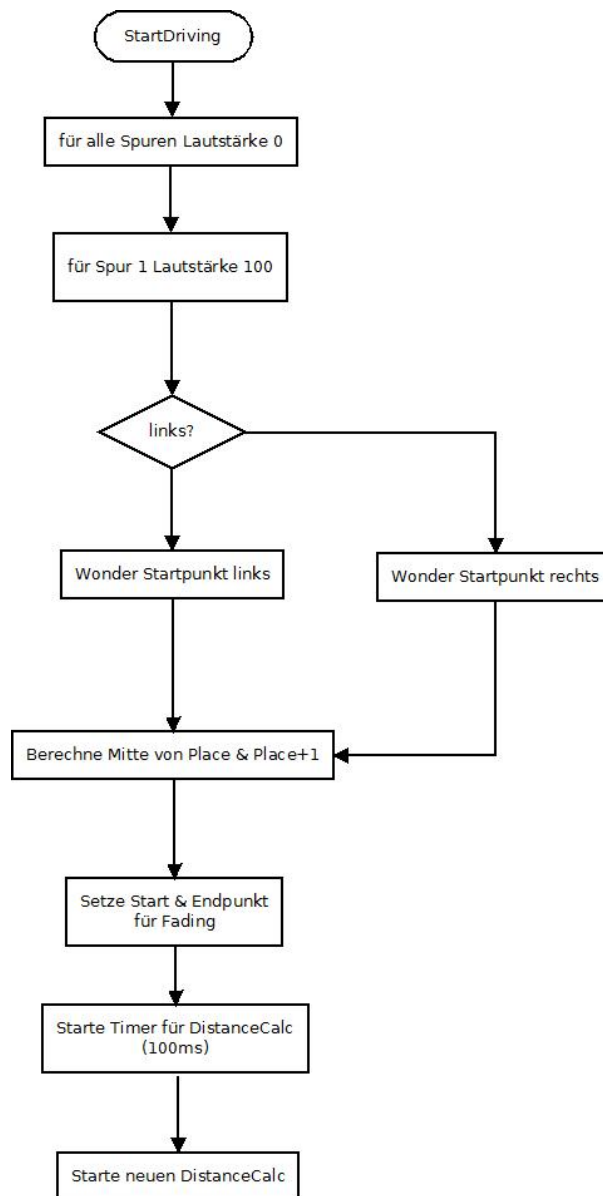 StartDriving
für alle Spuren Lautstärke 0
für Spur 1 Lautstärke 100
links?
Wonder Startpunkt links
Wonder Startpunkt rechts
Berechne Mitte von Place & Place+1
Setze Start & Endpunkt
für Fading
Starte Timer für DistanceCalc
(100ms)
Starte neuen DistanceCalc